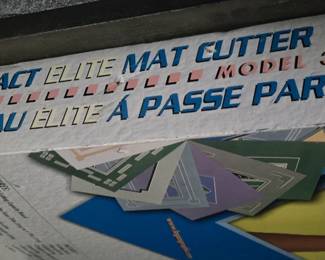 ACT ELITE MAT CUTTER
MODEL 3
AU ÉLITE À PASSE PAR